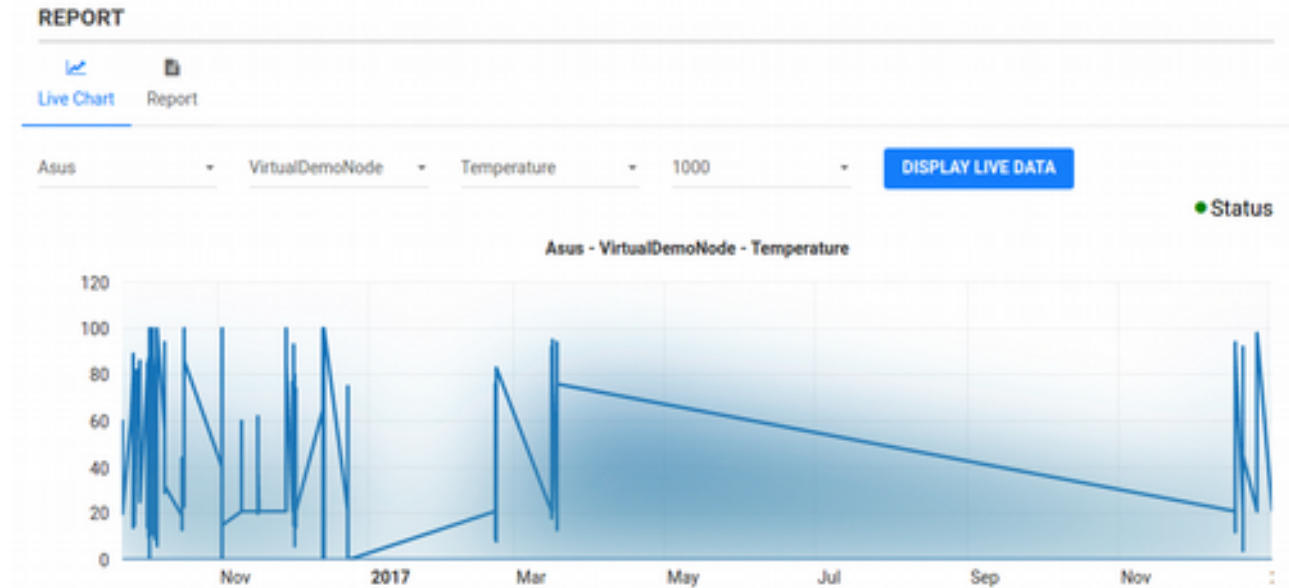 REPORT
Live Chart Report
Asus VirtualDemoNode Temperature 1000 DISPLAY LIVE DATA
Status
Asus - VirtualDemoNode - Temperature
120
100
80
60
40
20
0
Nov 2017 Mar May Jul Sep Nov